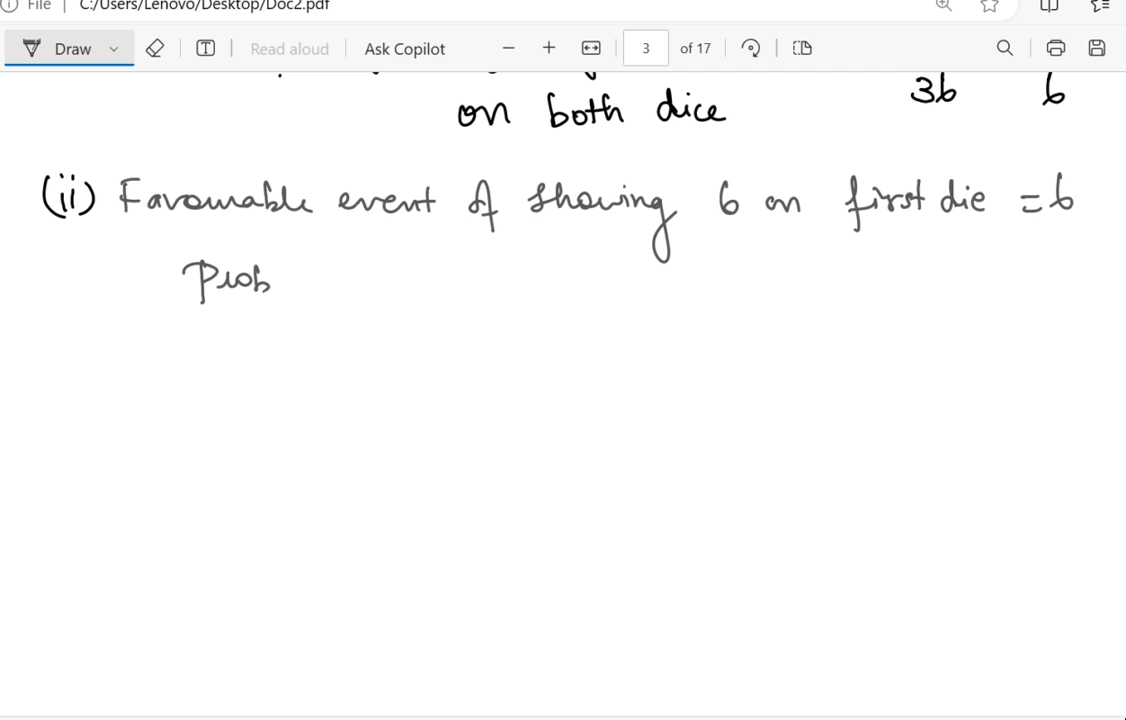 File | C:/Users/Lenovo/Desktop/Doc2.pdf
Draw Read aloud Ask Copilot 3 of 17
36 6
on both dice
(ii) Favourable event of showing 6 on first die = 6
Prob